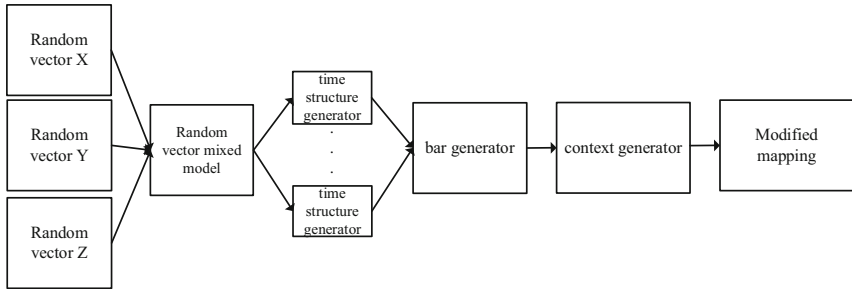 Random
vector X
Random
vector Y
Random
vector Z
Random
vector mixed
model
time
structure
generator
.
.
.
time
structure
generator
bar generator
context generator
Modified
mapping